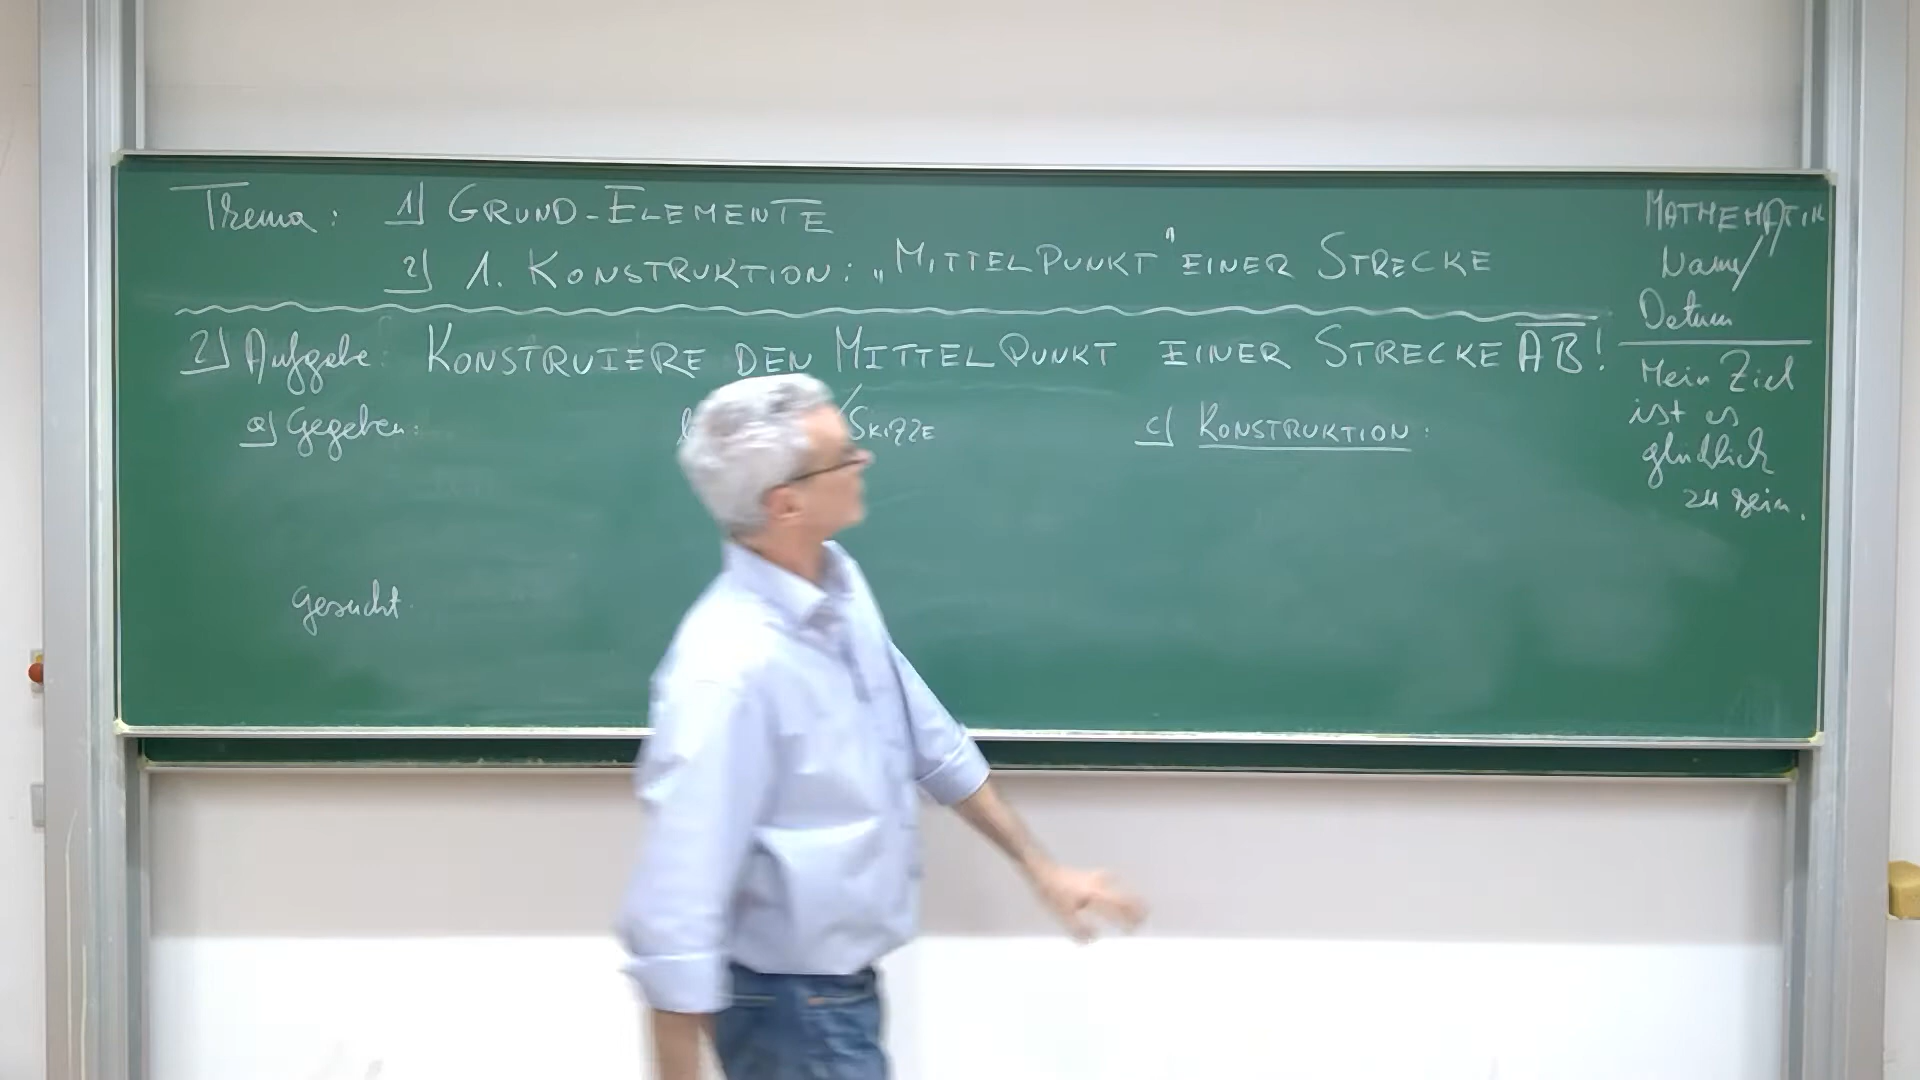 Thema: 1) GRUND-ELEMENTE
2) 1. KONSTRUKTION: „MITTELPUNKT" EINER STRECKE
2) Aufgabe: KONSTRUIERE DEN MITTELPUNKT EINER STRECKE AB!
a) Gegeben:
/SKIZZE
c) KONSTRUKTION:
gesucht:
MATHEMATIK
Name/
Datum
Mein Ziel
ist es
glücklich
zu sein.